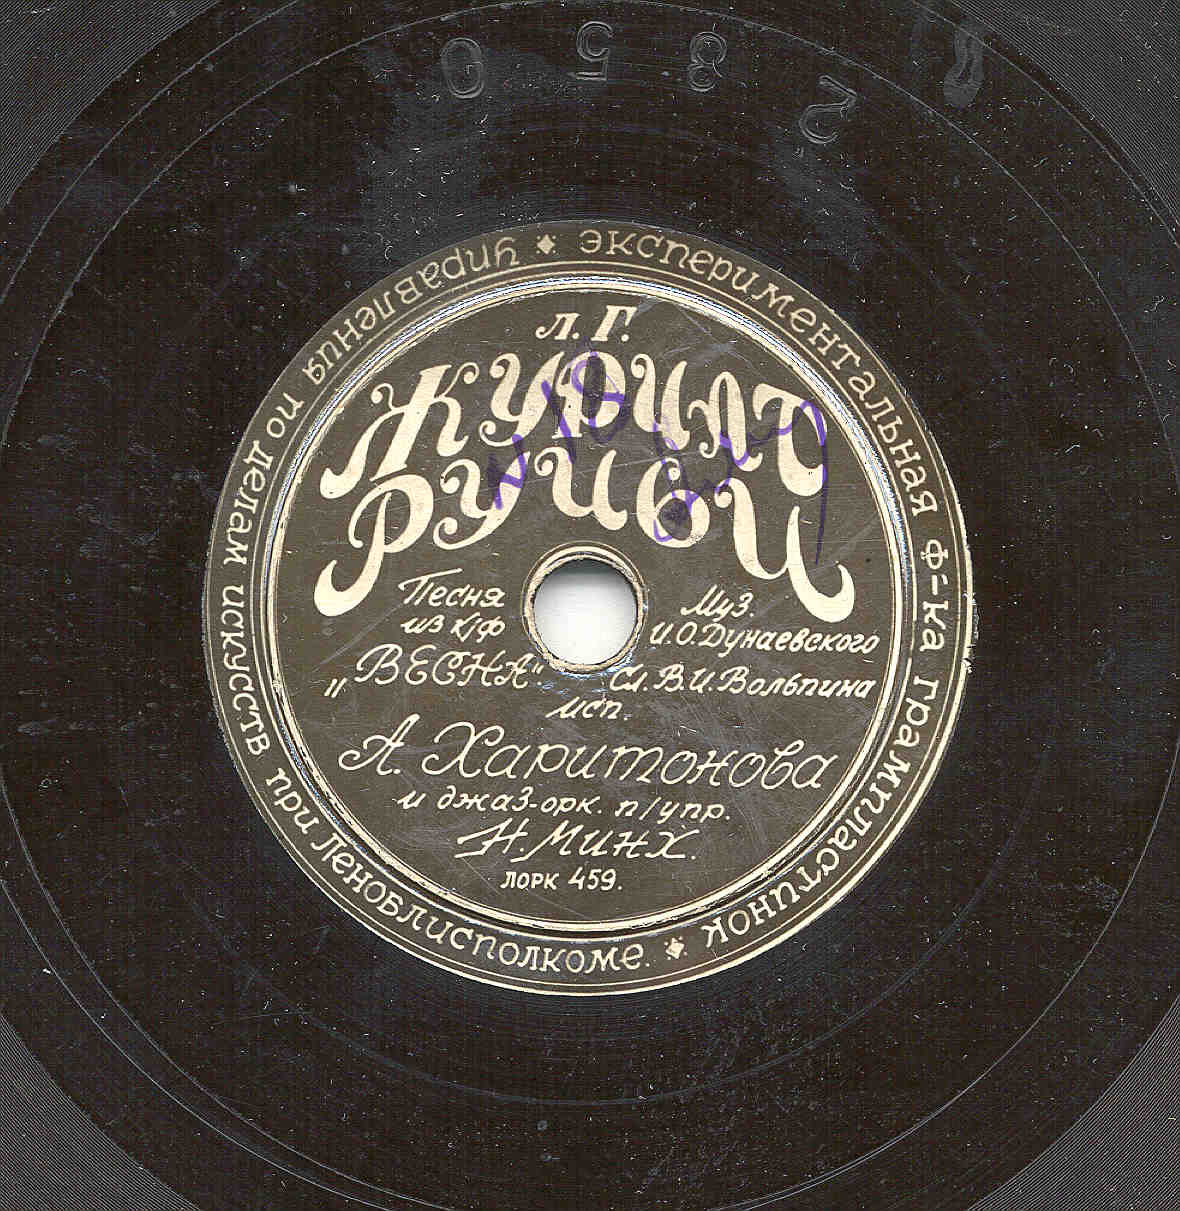 2850
экспериментальная ф-ка грампластинок
управления по делам искусств при Леноблисполкоме.
л. Г.
ЖУРЧАТ
РУЧЬИ
Песня
из к/ф
„ВЕСНА“
Муз.
И.О.Дунаевского
Сл. В.И.Вольпина
исп.
А. Харитонова
и джаз-орк. п/упр.
Н. МИНХ.
ЛОРК 459.